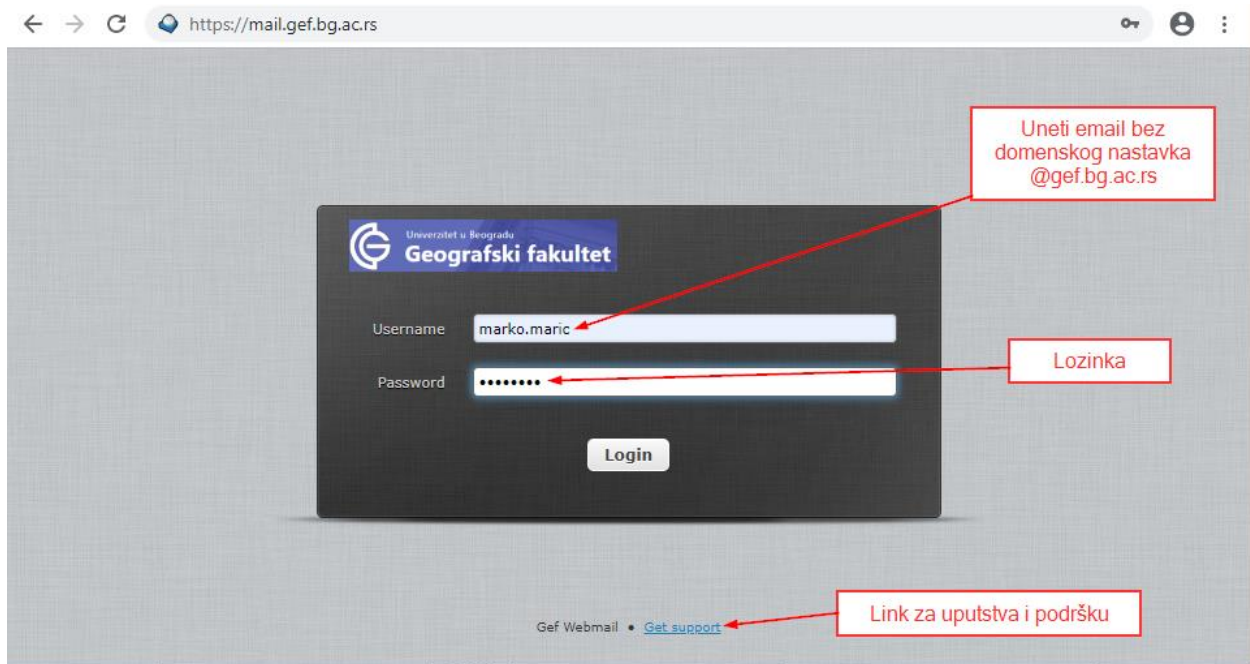 https://mail.gef.bg.ac.rs
Uneti email bez
domenskog nastavka
@gef.bg.ac.rs
Univerzitet u Beogradu
Geografski fakultet
Username
marko.maric
Lozinka
Password
••••••••
Login
Link za uputstva i podršku
Gef Webmail • Get support